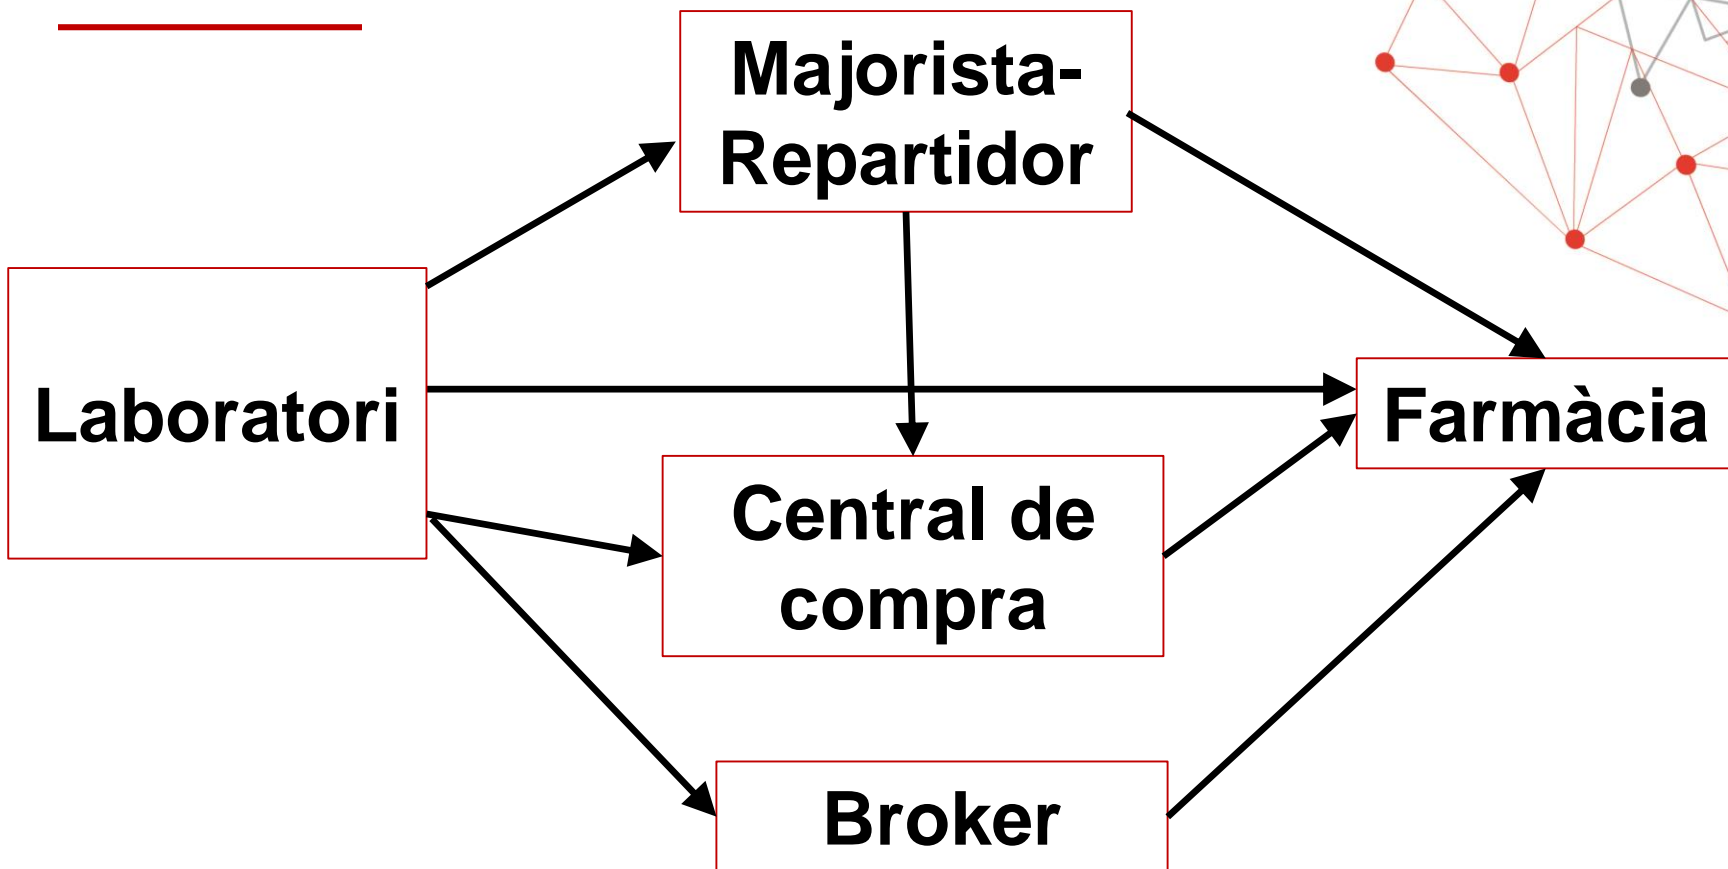 Majorista-
Repartidor
Laboratori
Farmàcia
Central de
compra
Broker